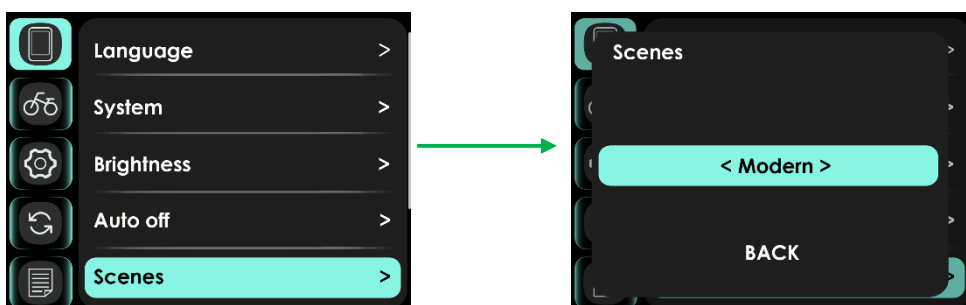 Language >
System >
Brightness >
Auto off >
Scenes >
Scenes
< Modern >
BACK